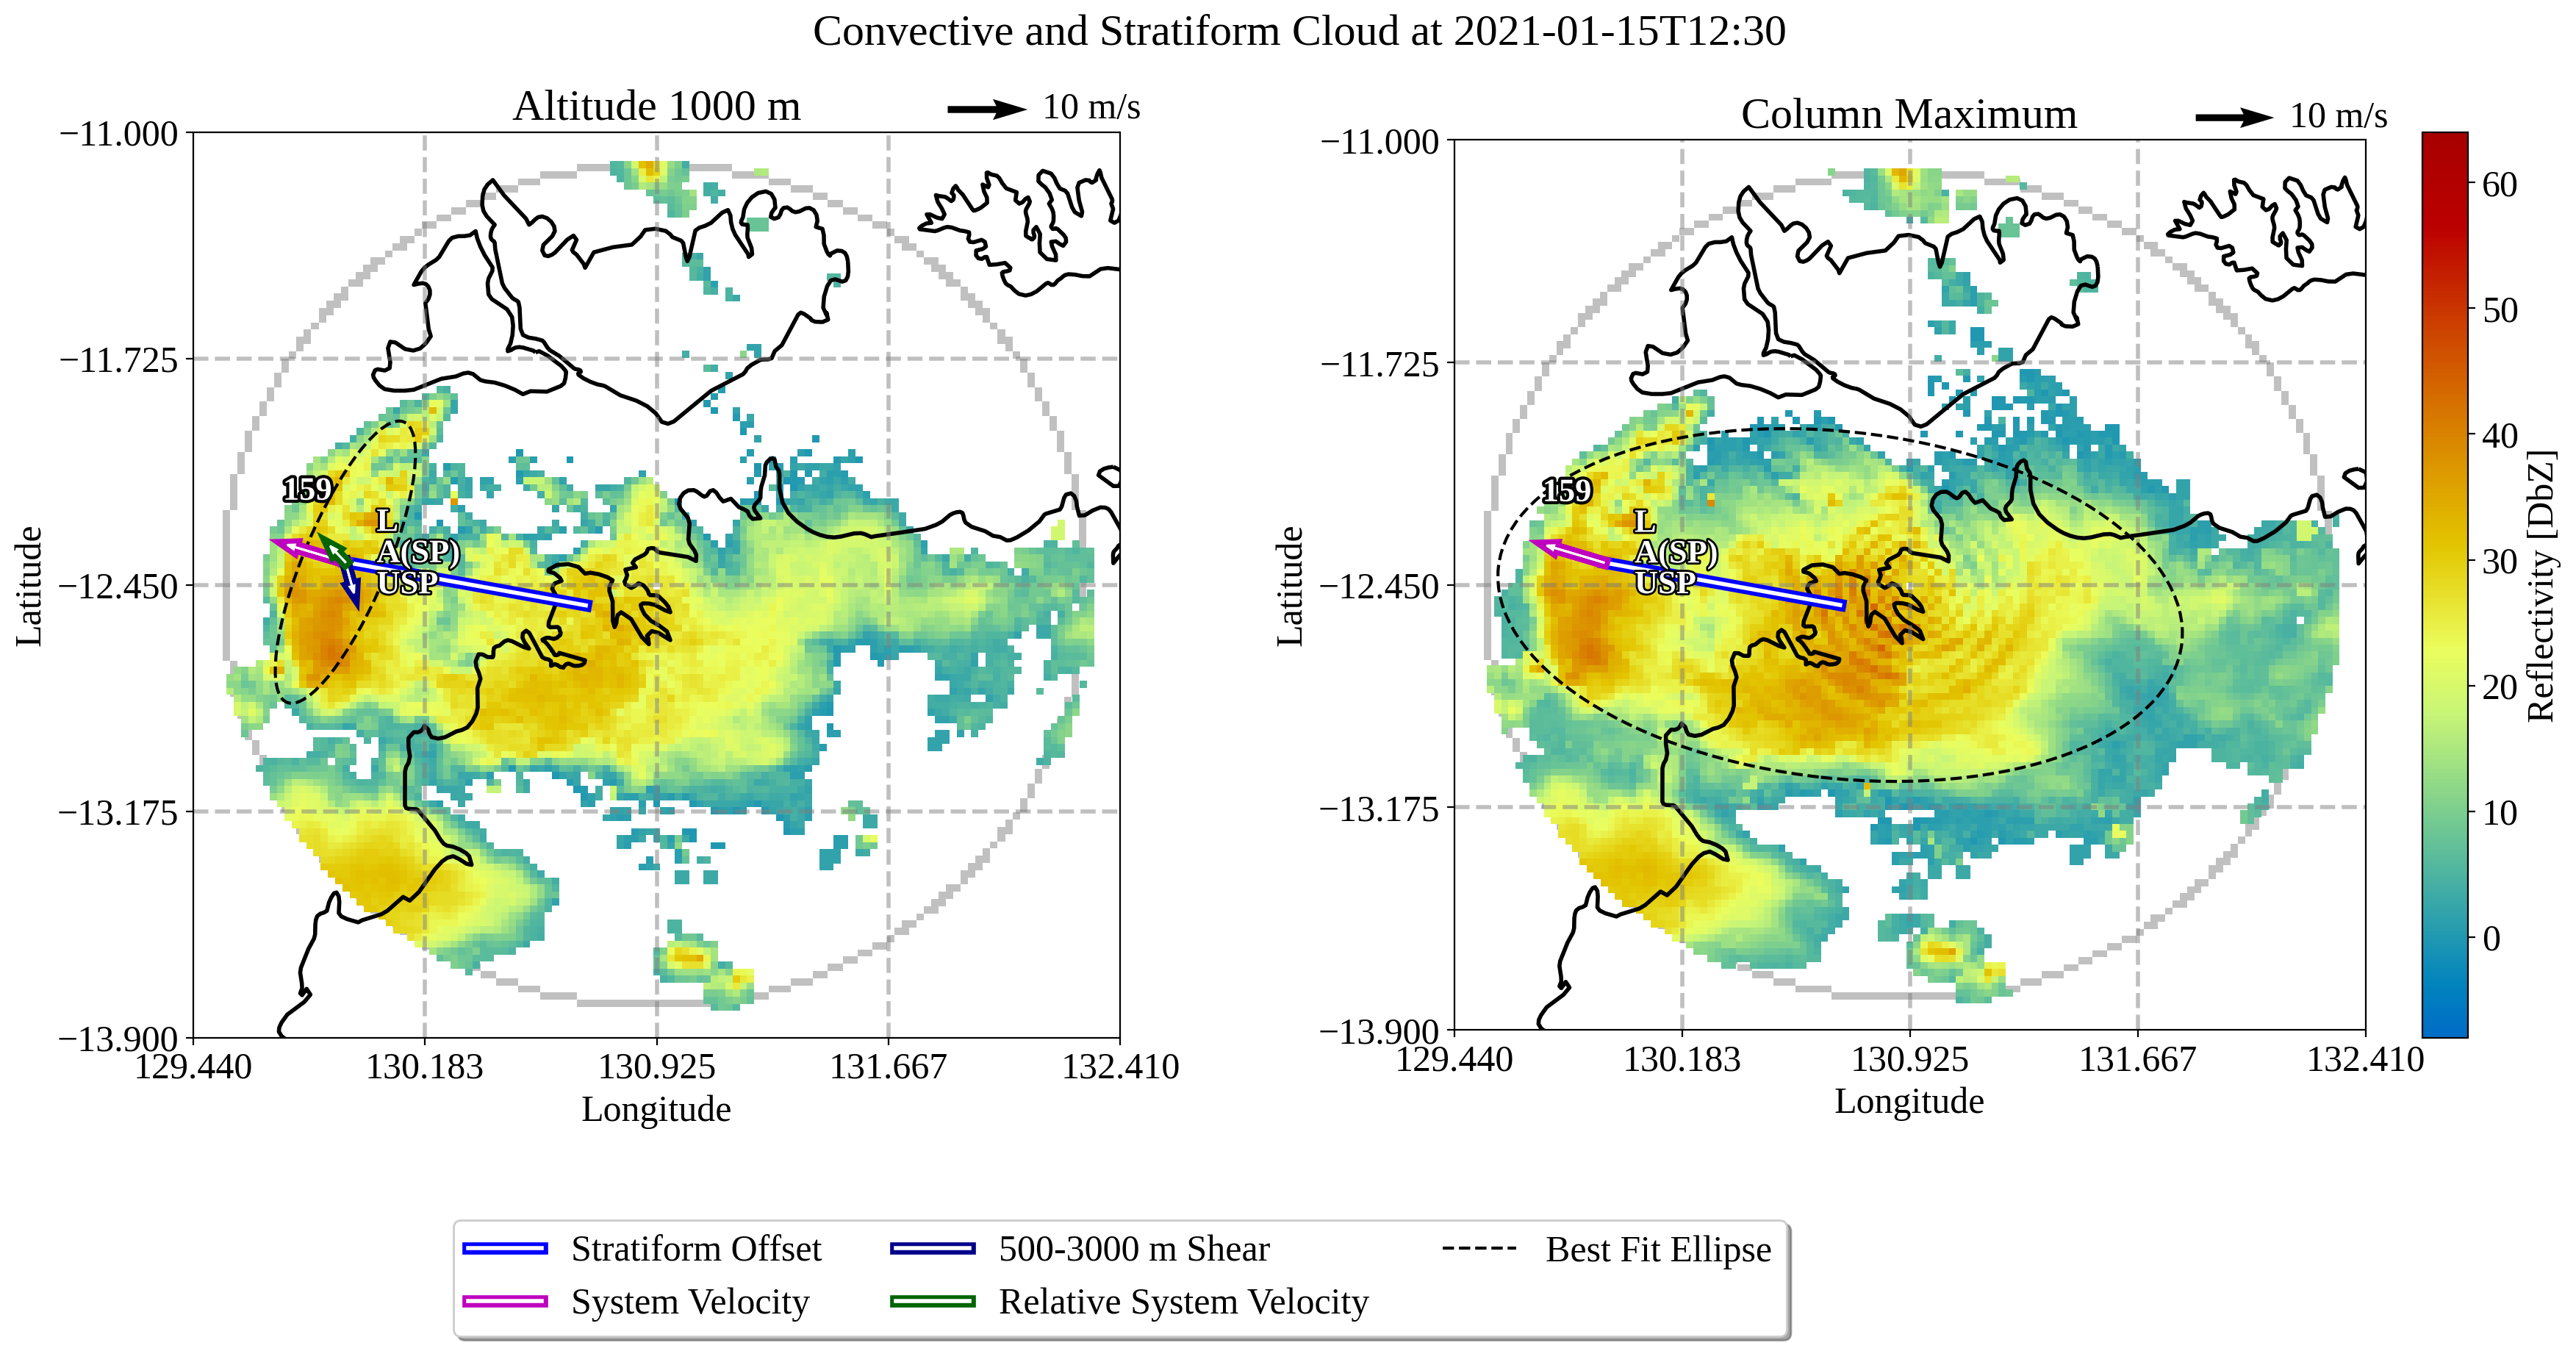 Convective and Stratiform Cloud at 2021-01-15T12:30
Altitude 1000 m
10 m/s
−11.000
−11.725
−12.450
−13.175
−13.900
Latitude
129.440
130.183
130.925
131.667
132.410
Longitude
159
L
A(SP)
USP
Column Maximum
10 m/s
−11.000
−11.725
−12.450
−13.175
−13.900
Latitude
129.440
130.183
130.925
131.667
132.410
Longitude
159
L
A(SP)
USP
60
50
40
30
20
10
0
Reflectivity [DbZ]
Stratiform Offset
System Velocity
500-3000 m Shear
Relative System Velocity
Best Fit Ellipse